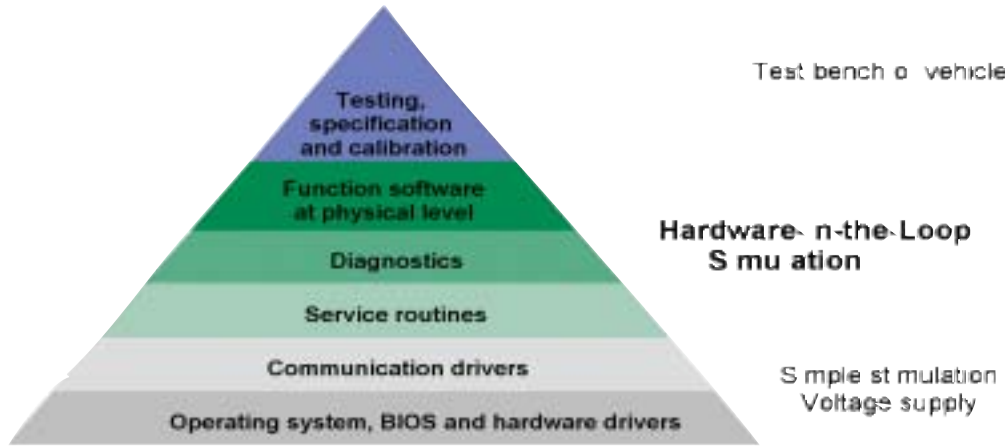 Test bench o vehicle
Testing,
specification
and calibration
Function software
at physical level
Hardware- n-the-Loop
S mu ation
Diagnostics
Service routines
Communication drivers
S mple st mulation
Voltage supply
Operating system, BIOS and hardware drivers